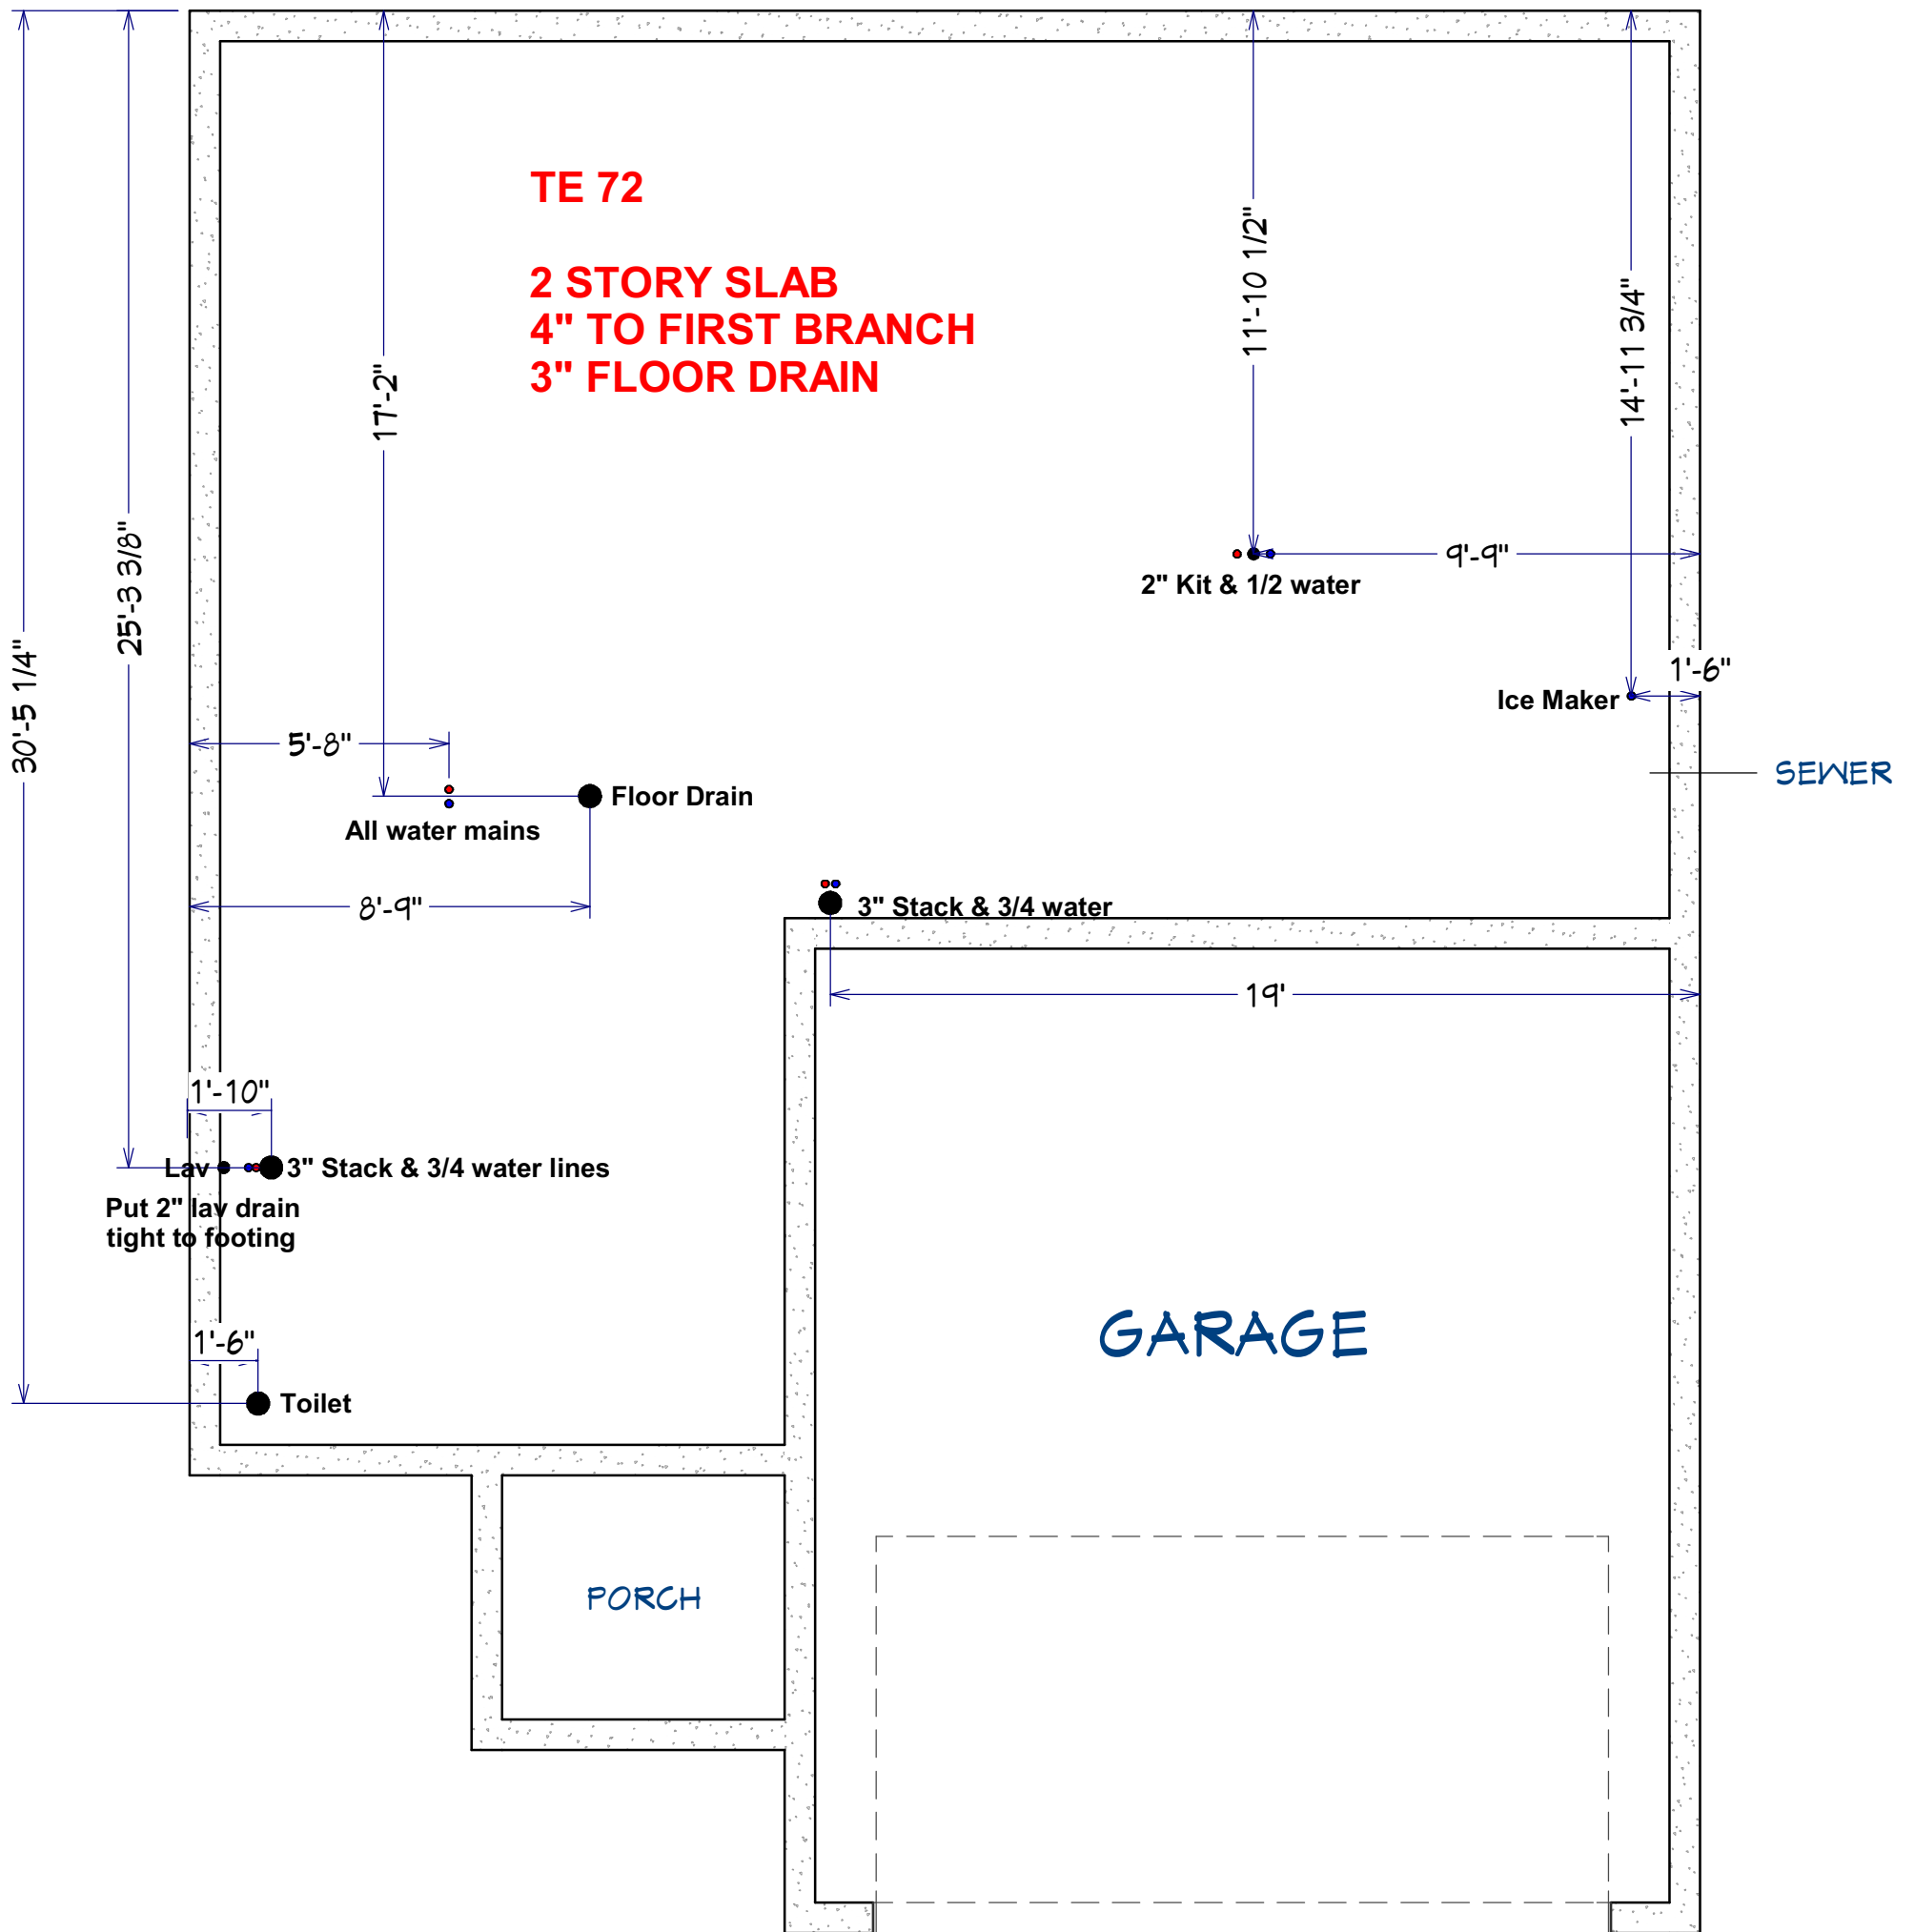 TE 72
2 STORY SLAB
4" TO FIRST BRANCH
3" FLOOR DRAIN
11'-10 1/2"
14'-11 3/4"
17'-2"
25'-3 3/8"
30'-5 1/4"
9'-9"
2" Kit & 1/2 water
1'-6"
Ice Maker
5'-8"
SEWER
Floor Drain
All water mains
8'-9"
3" Stack & 3/4 water
19'
1'-10"
Lav
3" Stack & 3/4 water lines
Put 2" lav drain
tight to footing
1'-6"
GARAGE
Toilet
PORCH